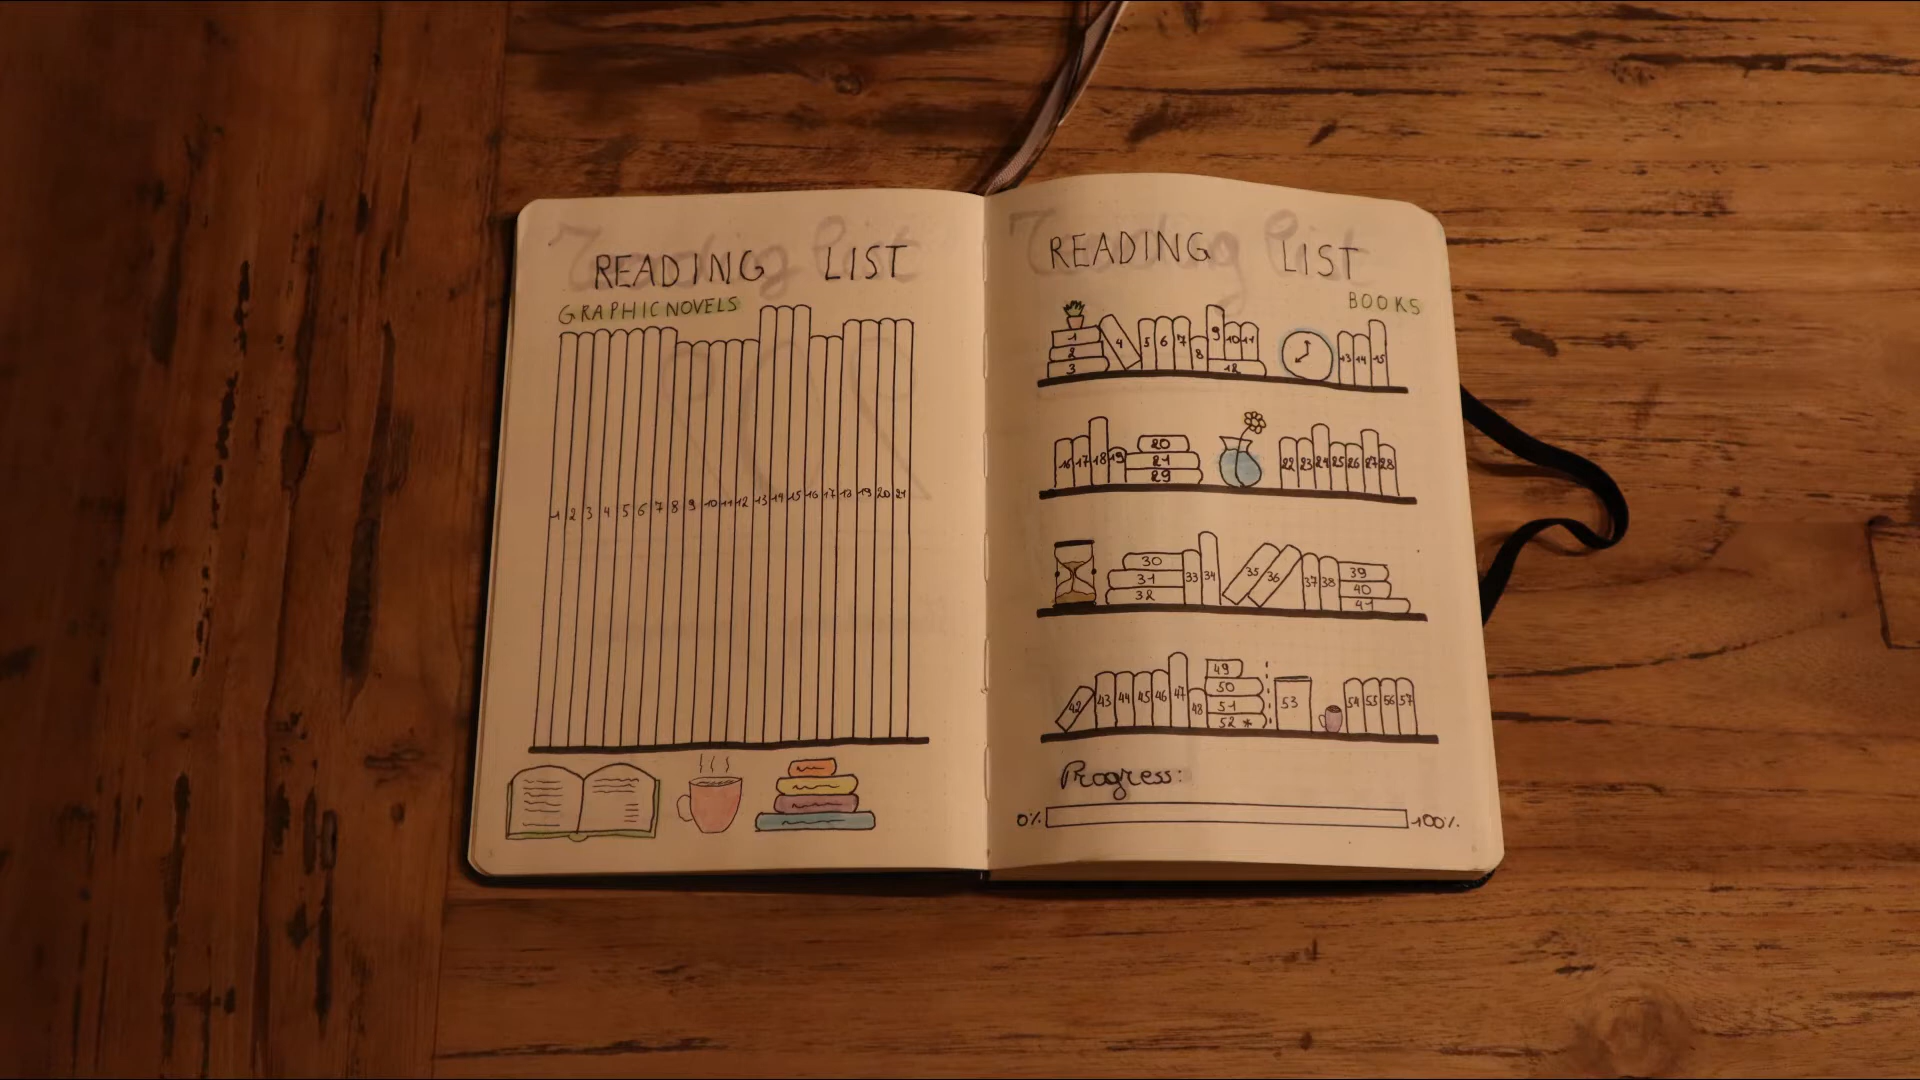 READING LIST
GRAPHIC NOVELS
1 2 3 4 5 6 7 8 9 10 11 12 13 14 15 16 17 18 19 20 21
READING LIST
BOOKS
1
2
3
4 5 6 7 8 9 10 11
12
13 14 15
16 17 18 19
20
21
29
22 23 24 25 26 27 28
30
31
32
33 34 35 36 37 38
39
40
41
42 43 44 45 46 47 48
49
50
51
52 *
53
54 55 56 57
Progress:
0% 100%